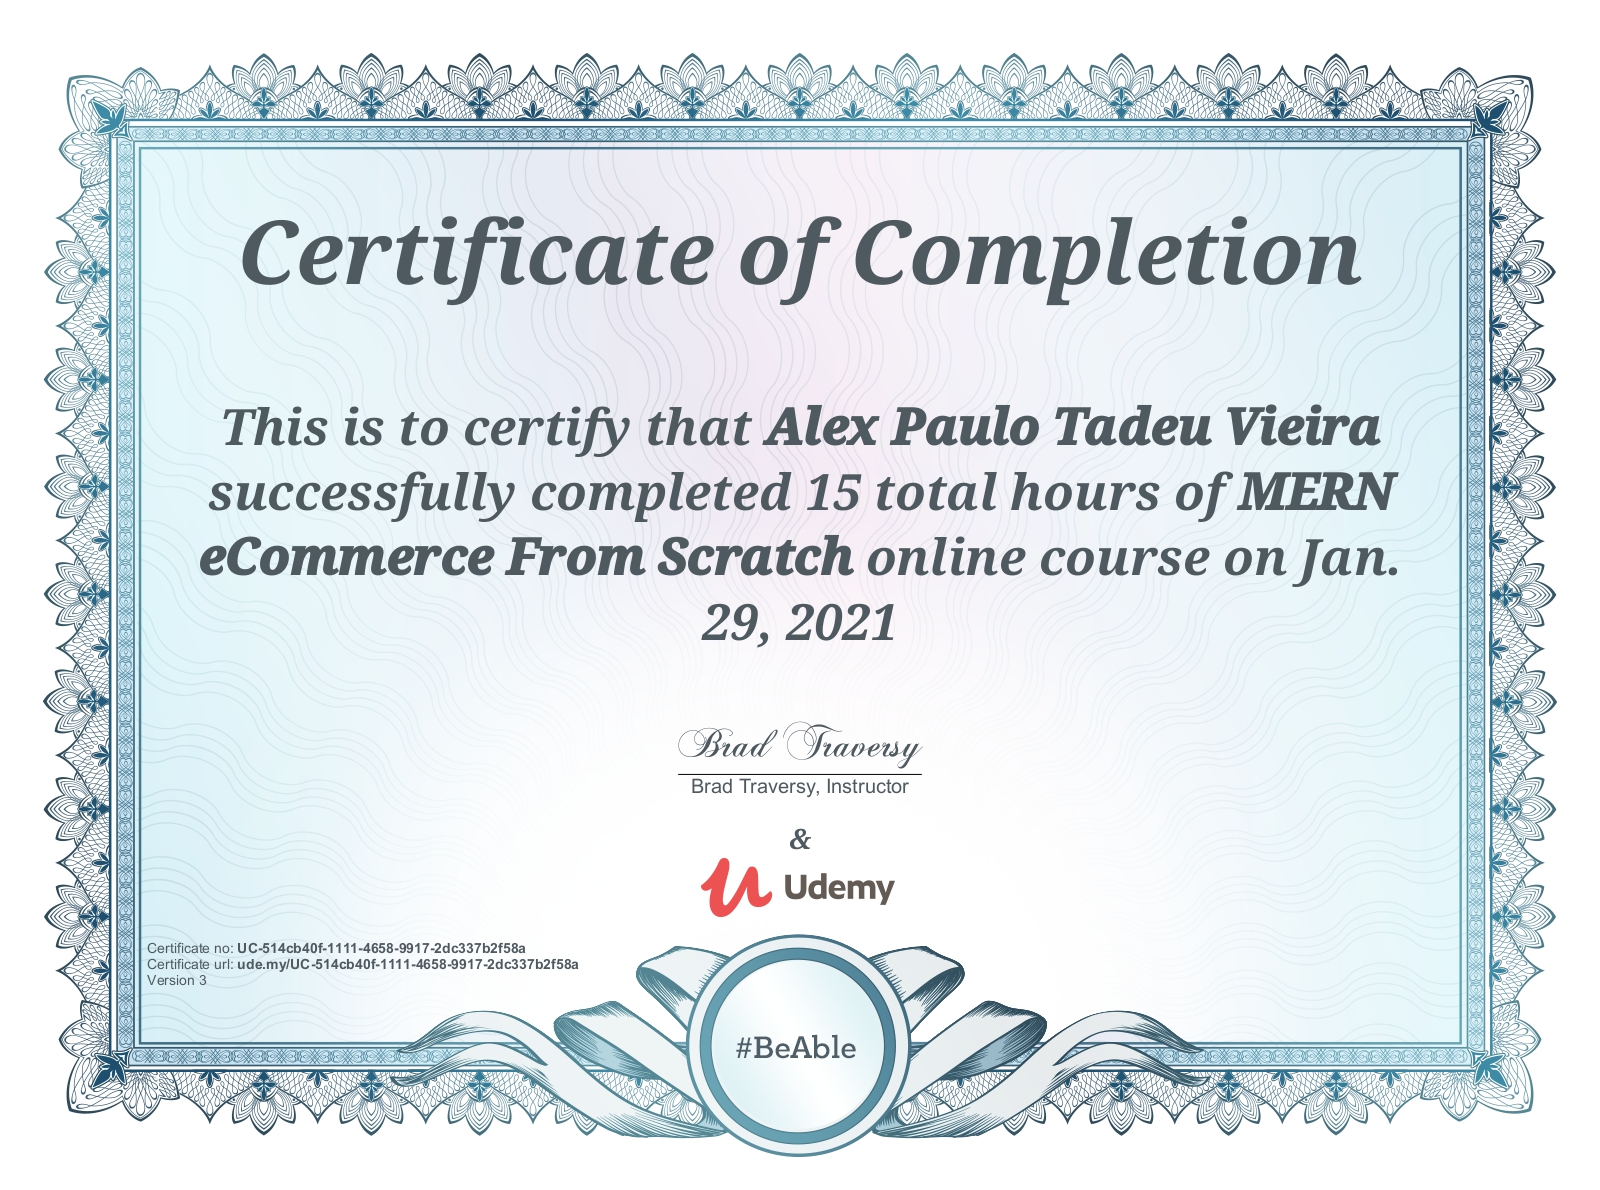 Certificate of Completion
This is to certify that Alex Paulo Tadeu Vieira
successfully completed 15 total hours of MERN
eCommerce From Scratch online course on Jan.
29, 2021
Brad Traversy
Brad Traversy, Instructor
&
Udemy
Certificate no: UC-514cb40f-1111-4658-9917-2dc337b2f58a
Certificate url: ude.my/UC-514cb40f-1111-4658-9917-2dc337b2f58a
Version 3
#BeAble